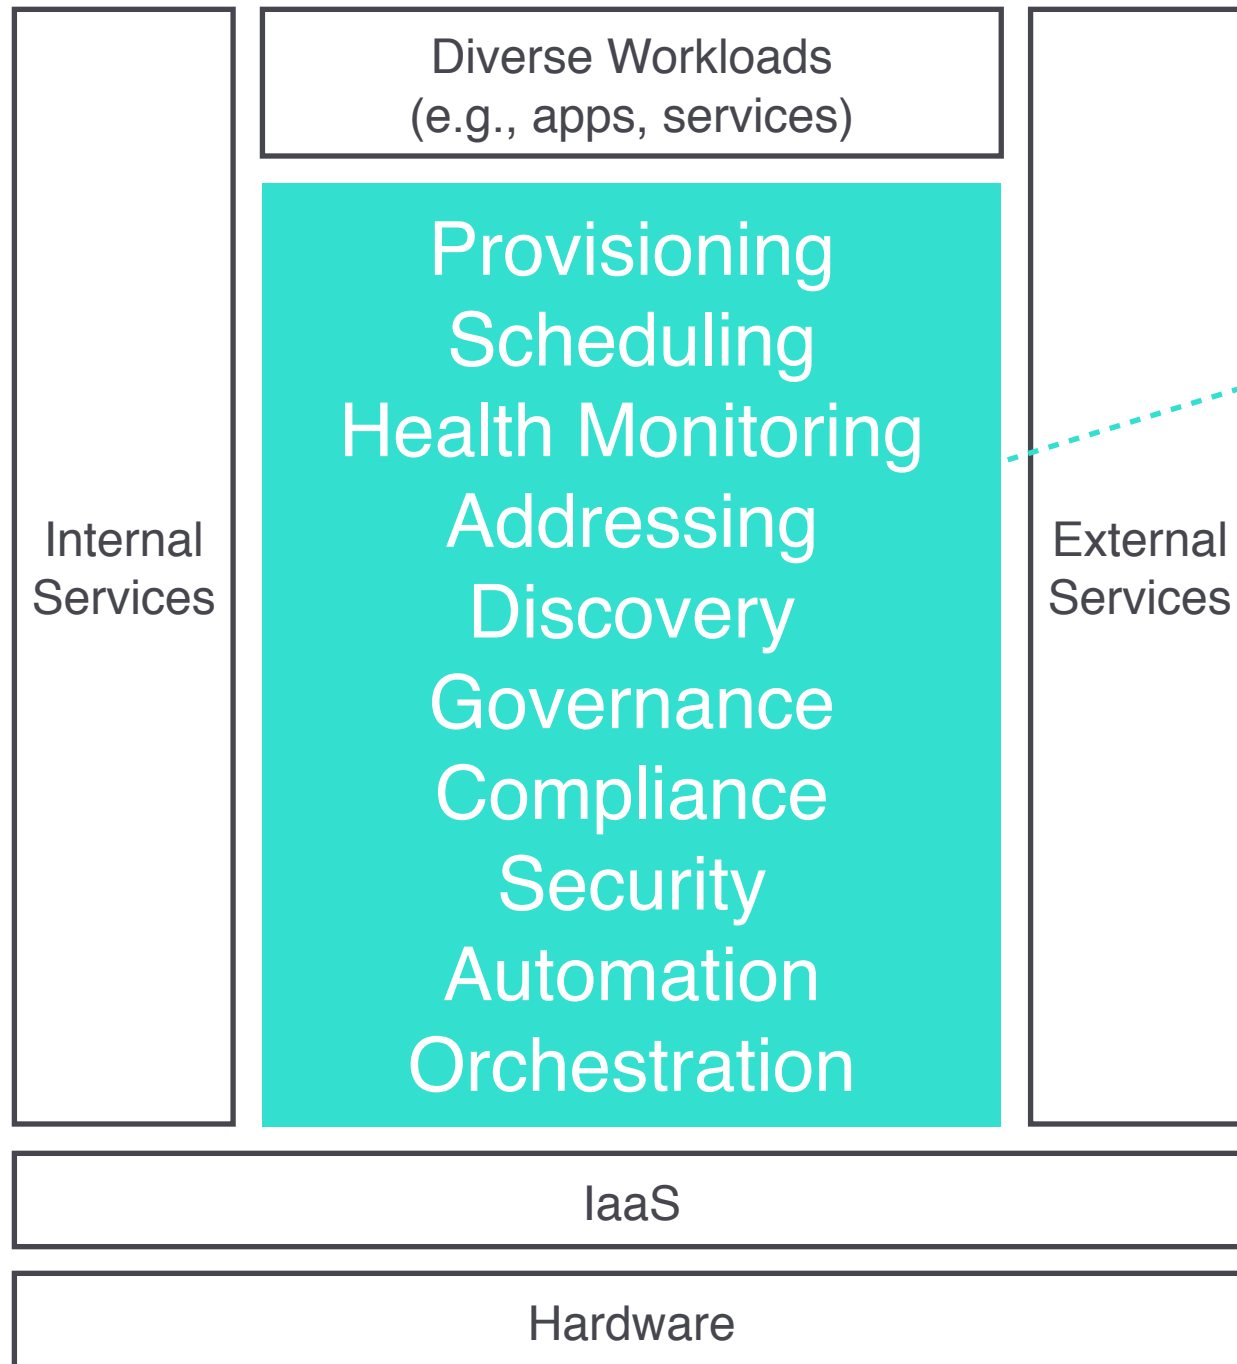 Diverse Workloads
(e.g., apps, services)
Provisioning
Scheduling
Health Monitoring
Addressing
Discovery
Governance
Compliance
Security
Automation
Orchestration
Internal
Services
External
Services
IaaS
Hardware